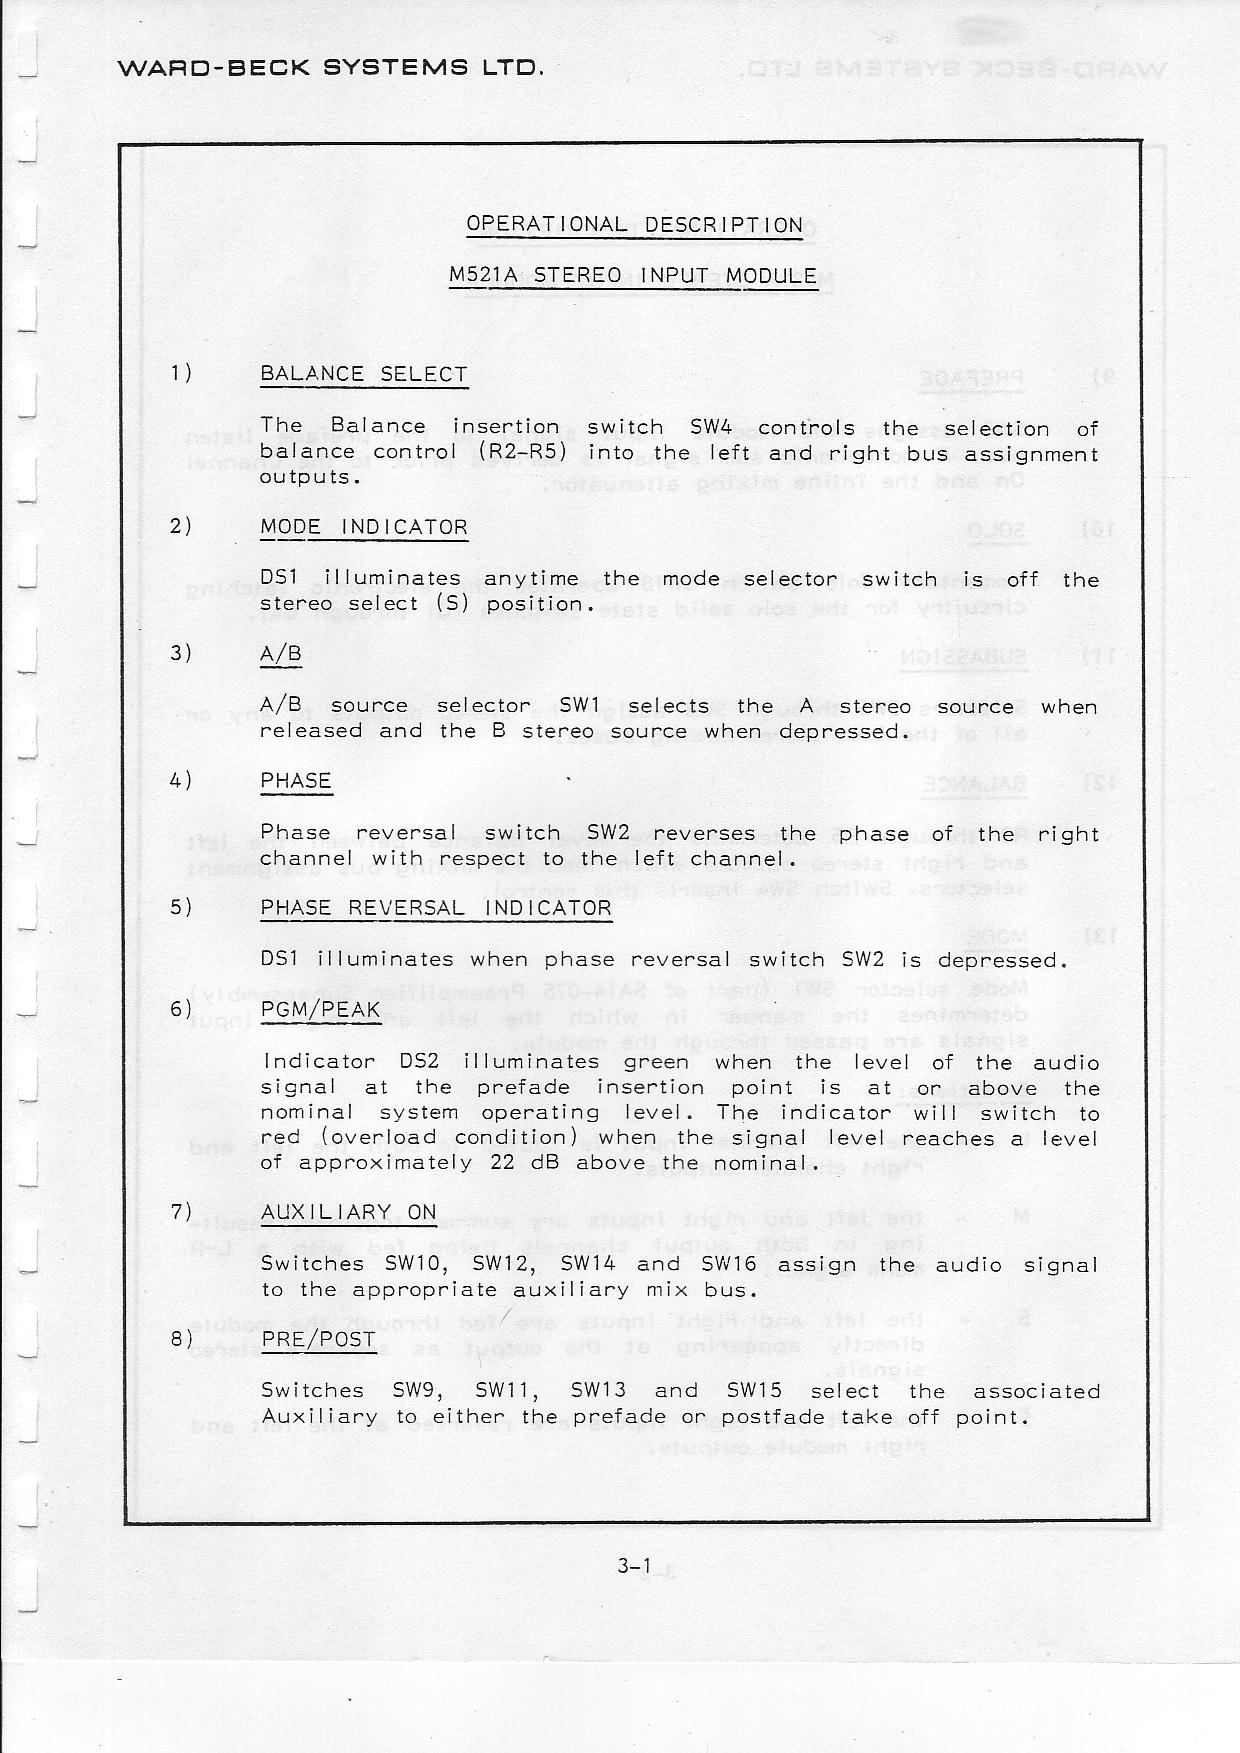 WARD-BECK SYSTEMS LTD.
OPERATIONAL DESCRIPTION
M521A STEREO INPUT MODULE
1) BALANCE SELECT
The Balance insertion switch SW4 controls the selection of
balance control (R2-R5) into the left and right bus assignment
outputs.
2) MODE INDICATOR
DS1 illuminates anytime the mode selector switch is off the
stereo select (S) position.
3) A/B
A/B source selector SW1 selects the A stereo source when
released and the B stereo source when depressed.
4) PHASE
Phase reversal switch SW2 reverses the phase of the right
channel with respect to the left channel.
5) PHASE REVERSAL INDICATOR
DS1 illuminates when phase reversal switch SW2 is depressed.
6) PGM/PEAK
Indicator DS2 illuminates green when the level of the audio
signal at the prefade insertion point is at or above the
nominal system operating level. The indicator will switch to
red (overload condition) when the signal level reaches a level
of approximately 22 dB above the nominal.
7) AUXILIARY ON
Switches SW10, SW12, SW14 and SW16 assign the audio signal
to the appropriate auxiliary mix bus.
8) PRE/POST
Switches SW9, SW11, SW13 and SW15 select the associated
Auxiliary to either the prefade or postfade take off point.
3-1